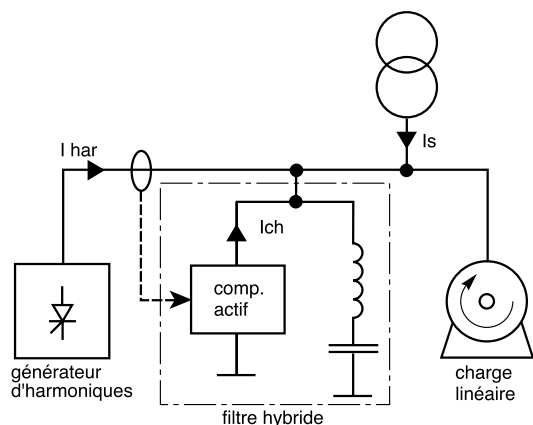 Is
I har
Ich
comp.
actif
générateur
d'harmoniques
charge
linéaire
filtre hybride